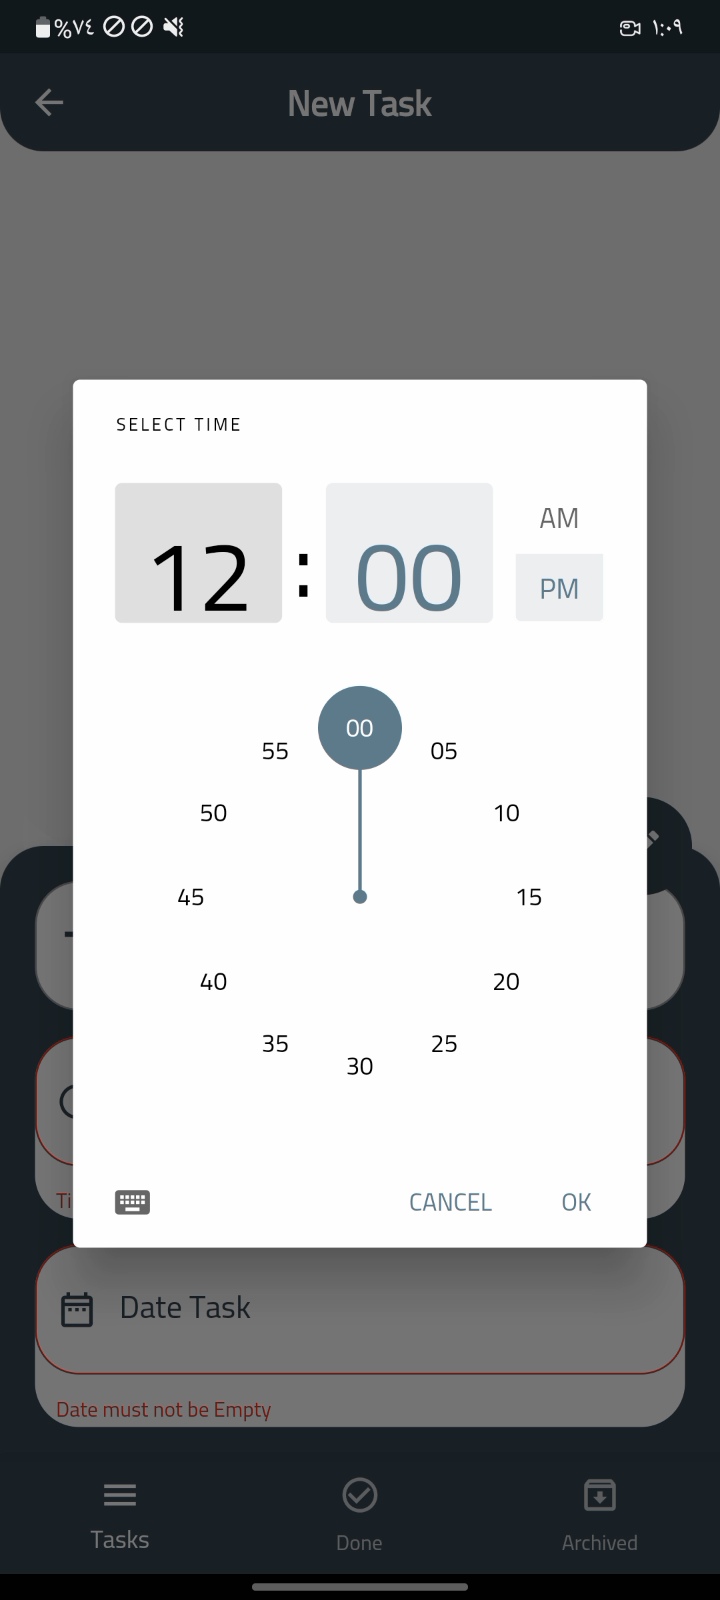 %٧٤ ١:٠٩
New Task
SELECT TIME
12 : 00
AM
PM
00
55 05
50 10
45 15
40 20
35 25
30
CANCEL OK
Ti
Date Task
Date must not be Empty
Tasks Done Archived